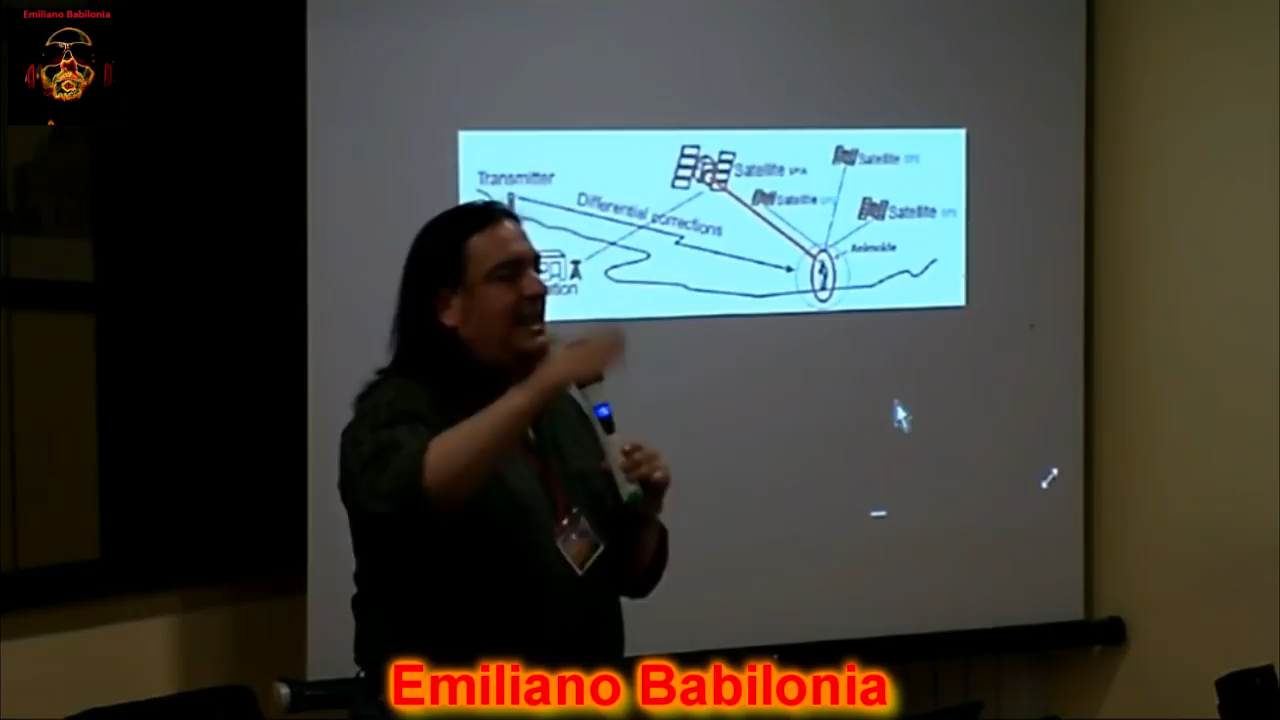 Emiliano Babilonia
Transmitter
Satellite
Satellite
Satellite
Differential corrections
Satellite
Emiliano Babilonia